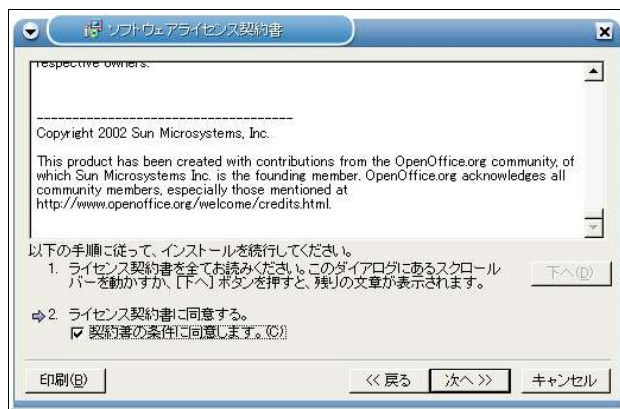 ソフトウェアライセンス契約書
respective owners.
------------------------------------
Copyright 2002 Sun Microsystems, Inc.
This product has been created with contributions from the OpenOffice.org community, of
which Sun Microsystems Inc. is the founding member. OpenOffice.org acknowledges all
community members, especially those mentioned at
http://www.openoffice.org/welcome/credits.html.
以下の手順に従って、インストールを続行してください。
1. ライセンス契約書を全てお読みください。このダイアログにあるスクロール
バーを動かすか、[下へ] ボタンを押すと、残りの文章が表示されます。
下へ(D)
2. ライセンス契約書に同意する。
契約書の条件に同意します。(C)
印刷(B)
<< 戻る
次へ >>
キャンセル